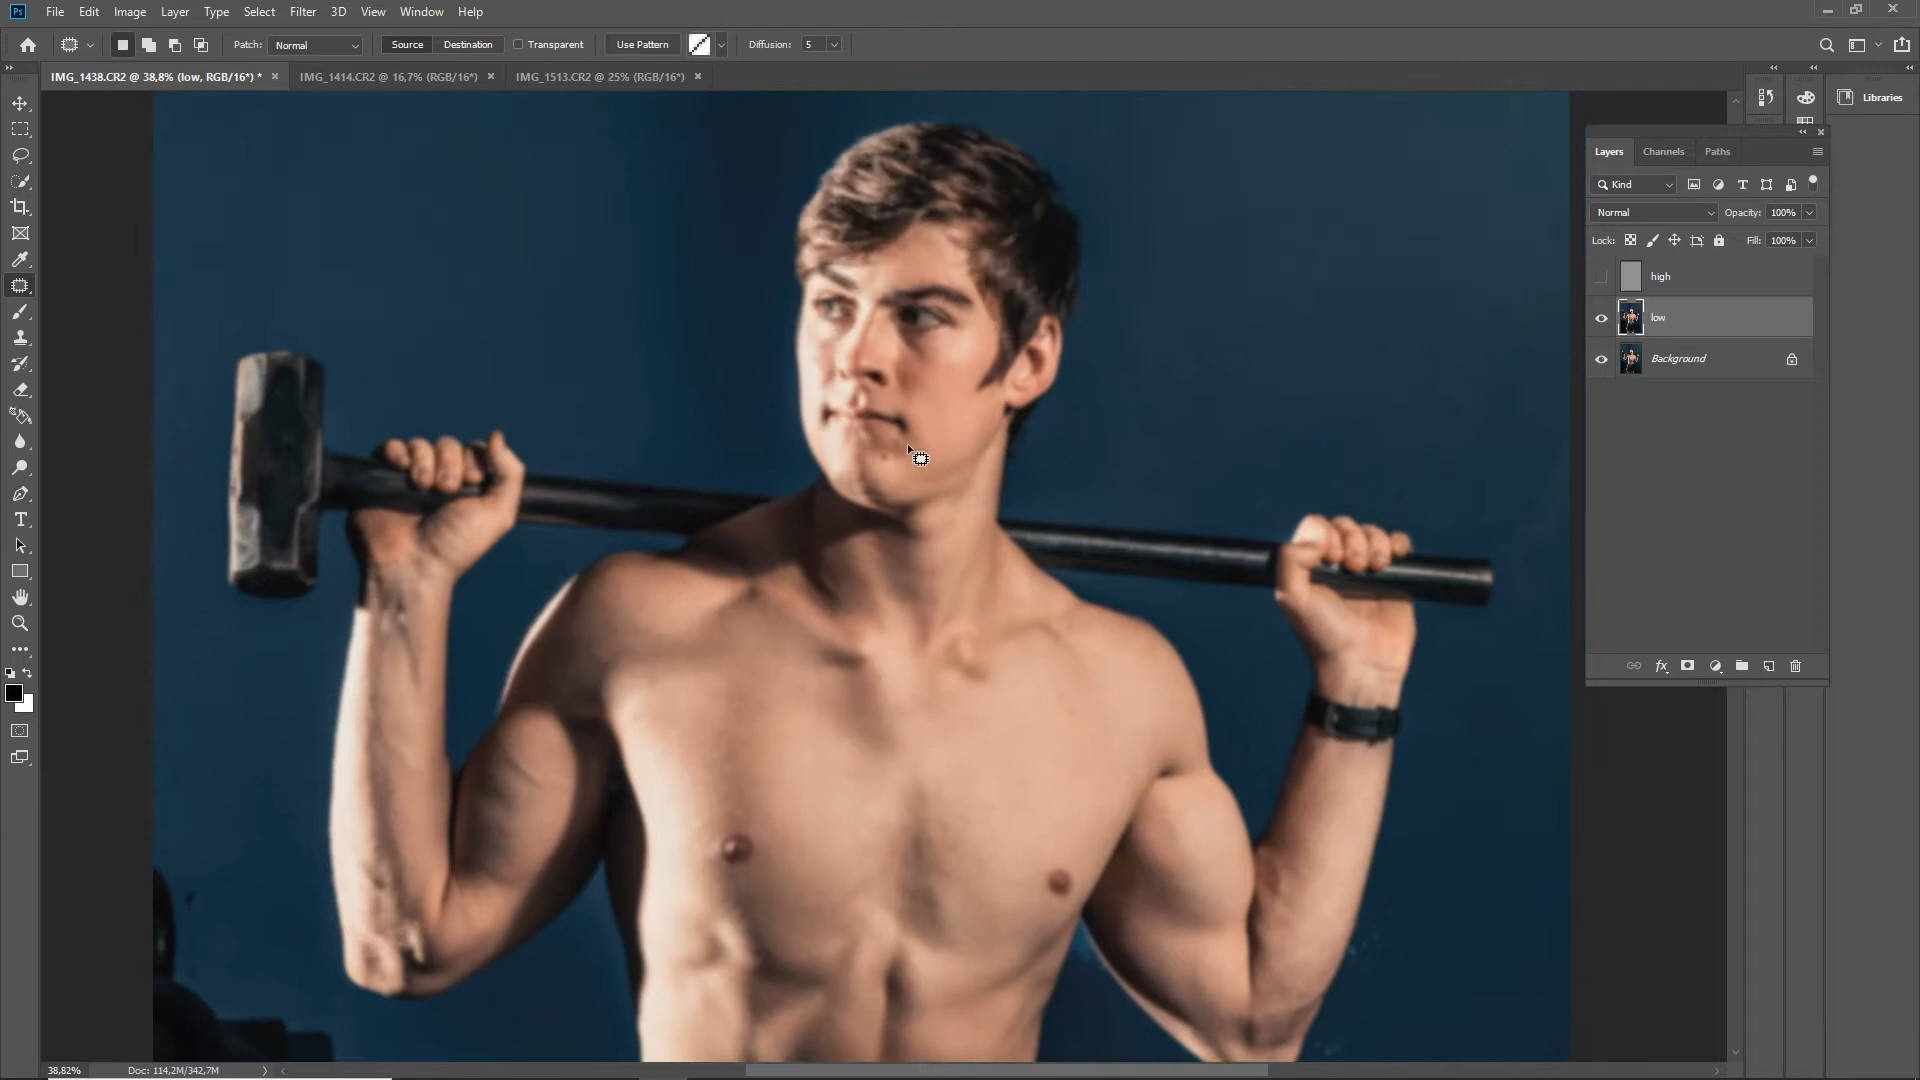 Ps File Edit Image Layer Type Select Filter 3D View Window Help
Patch: Normal Source Destination Transparent Use Pattern Diffusion: 5
IMG_1438.CR2 @ 38,8% (low, RGB/16*) * IMG_1414.CR2 @ 16,7% (RGB/16*) IMG_1513.CR2 @ 25% (RGB/16*)
Libraries
Layers Channels Paths
Kind
Normal Opacity: 100%
Lock: Fill: 100%
high
low
Background
fx
38,82% Doc: 114,2M/342,7M